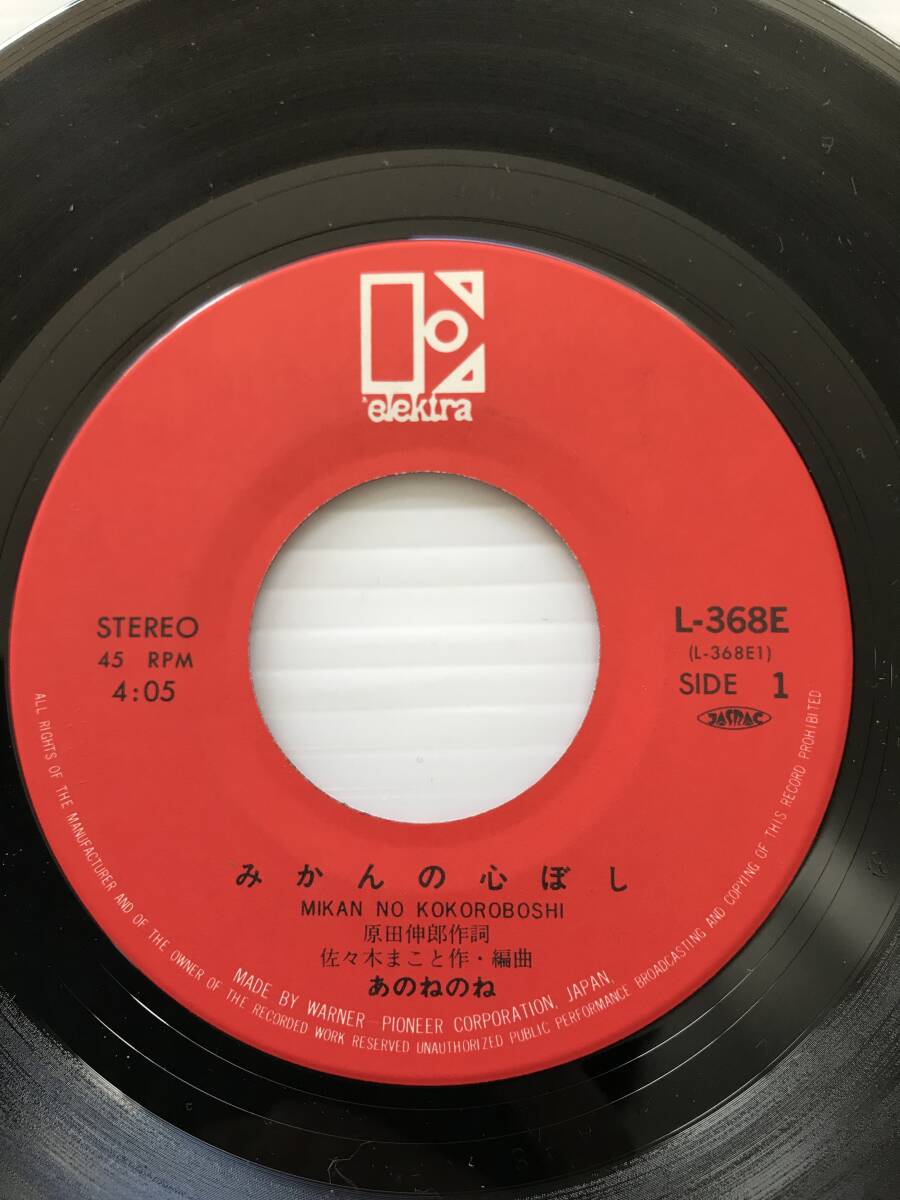 elektra
STEREO
45 RPM
4:05
L-368E
(L-368E1)
SIDE 1
JASRAC
みかんの心ぼし
MIKAN NO KOKOROBOSHI
原田伸郎作詞
佐々木まこと作・編曲
あのねのね
MADE BY WARNER-PIONEER CORPORATION, JAPAN,
ALL RIGHTS OF THE MANUFACTURER AND OF THE OWNER OF THE RECORDED WORK RESERVED UNAUTHORIZED PUBLIC PERFORMANCE BROADCASTING AND COPYING OF THIS RECORD PROHIBITED